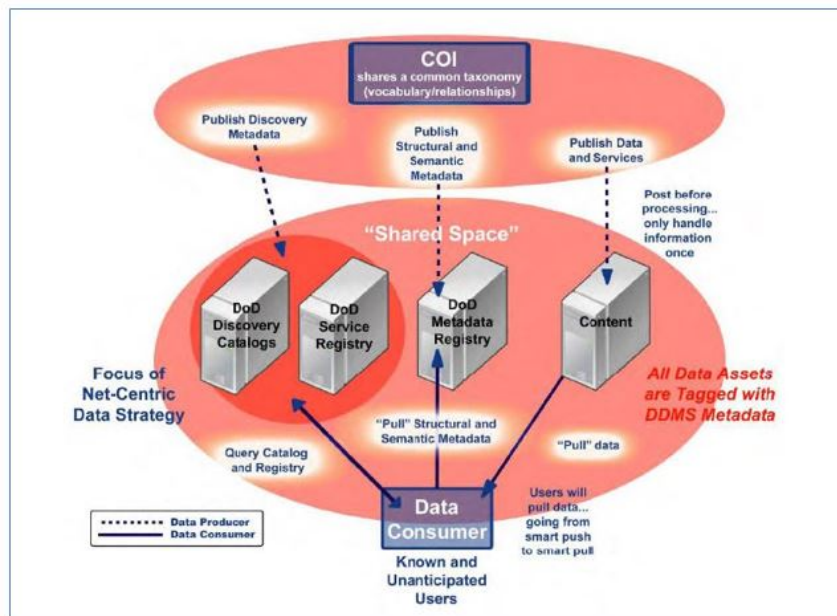 COI
shares a common taxonomy
(vocabulary/relationships)
Publish Discovery
Metadata
Publish
Structural and
Semantic
Metadata
Publish Data
and Services
Post before
processing...
only handle
information
once
"Shared Space"
DoD
Discovery
Catalogs
DoD
Service
Registry
DoD
Metadata
Registry
Content
Focus of
Net-Centric
Data Strategy
All Data Assets
are Tagged with
DDMS Metadata
Query Catalog
and Registry
"Pull" Structural and
Semantic Metadata
"Pull" data
Users will
pull data...
going from
smart push
to smart pull
Data
Consumer
Known and
Unanticipated
Users
Data Producer
Data Consumer